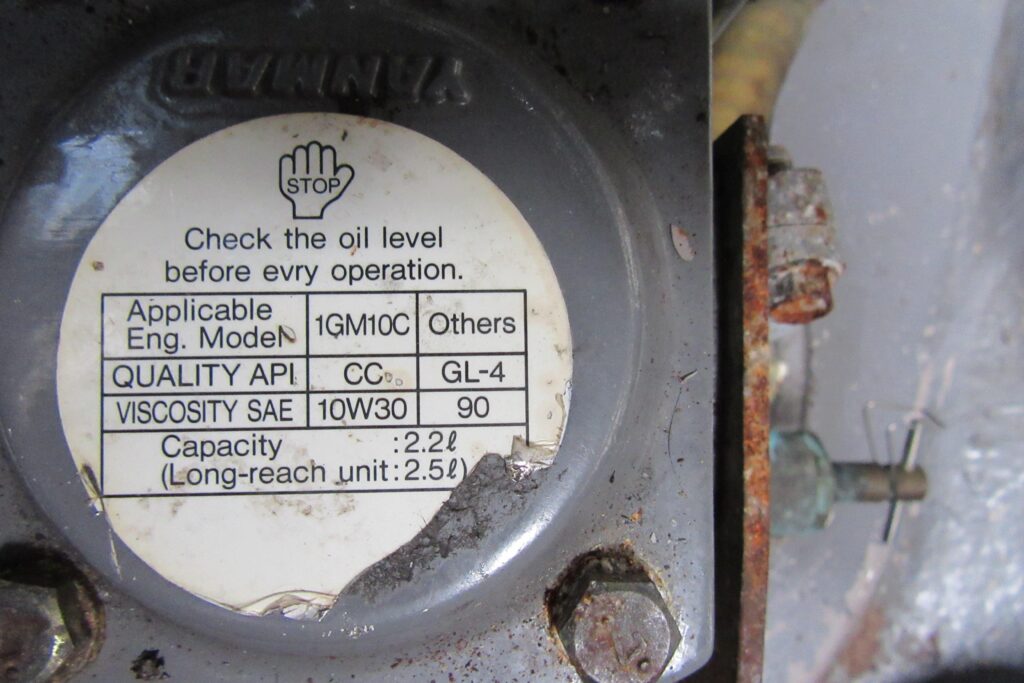 YANMAR
STOP
Check the oil level
before evry operation.
Applicable Eng. Model 1GM10C Others
QUALITY API CC GL-4
VISCOSITY SAE 10W30 90
Capacity :2.2ℓ
(Long-reach unit:2.5ℓ)